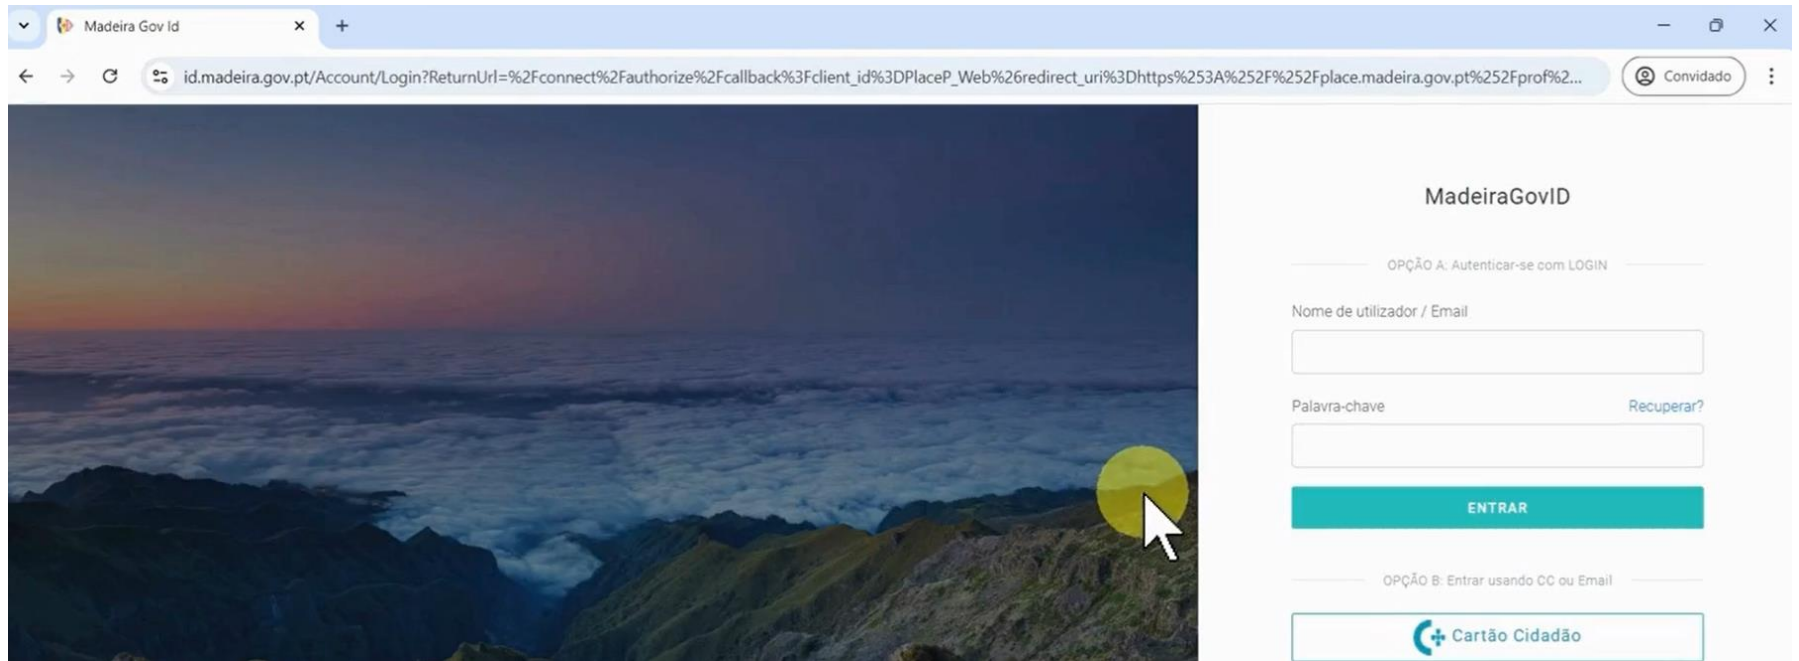 Madeira Gov Id
id.madeira.gov.pt/Account/Login?ReturnUrl=%2Fconnect%2Fauthorize%2Fcallback%3Fclient_id%3DPlaceP_Web%26redirect_uri%3Dhttps%253A%252F%252Fplace.madeira.gov.pt%252Fprof%2...
Convidado
MadeiraGovID
OPÇÃO A: Autenticar-se com LOGIN
Nome de utilizador / Email
Palavra-chave Recuperar?
ENTRAR
OPÇÃO B: Entrar usando CC ou Email
Cartão Cidadão